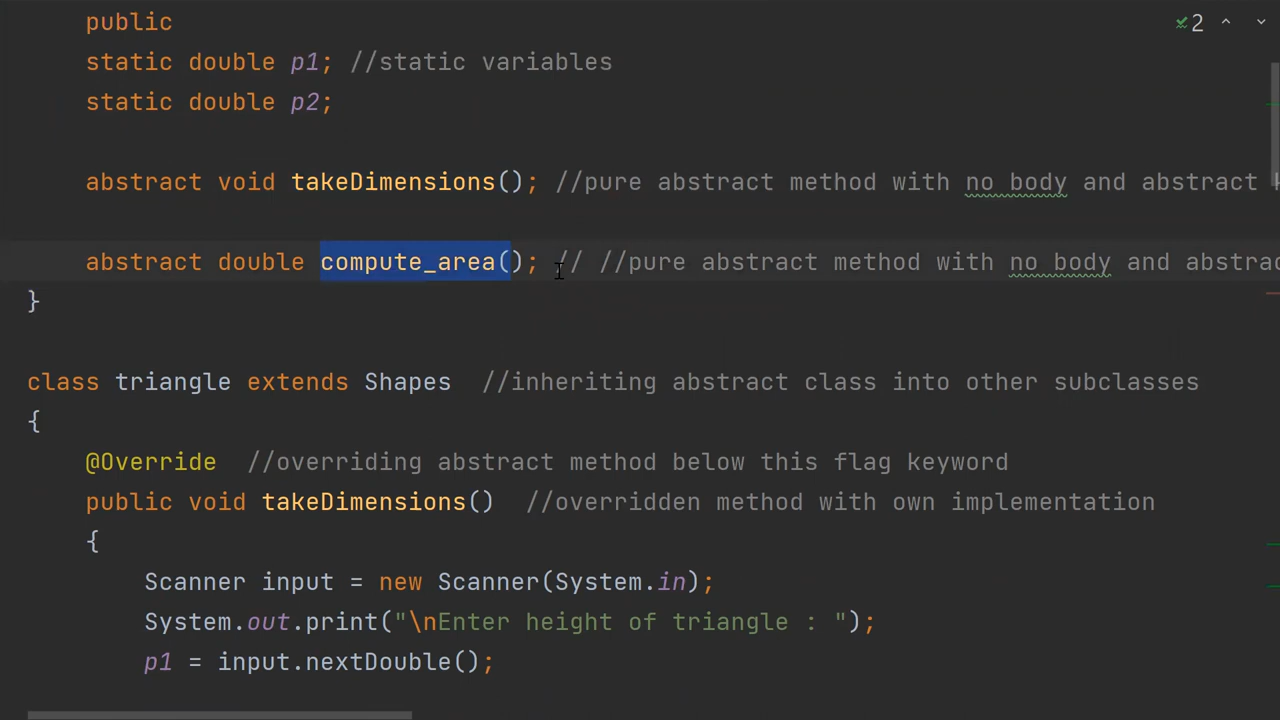 2
public
static double p1; //static variables
static double p2;
abstract void takeDimensions(); //pure abstract method with no body and abstract
abstract double compute_area(); // //pure abstract method with no body and abstrac
}
class triangle extends Shapes //inheriting abstract class into other subclasses
{
@Override //overriding abstract method below this flag keyword
public void takeDimensions() //overridden method with own implementation
{
Scanner input = new Scanner(System.in);
System.out.print("\nEnter height of triangle : ");
p1 = input.nextDouble();